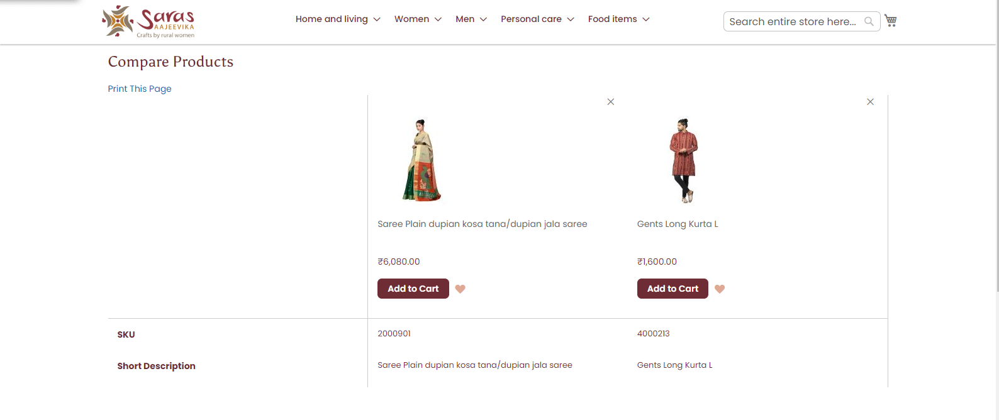 Saras
AAJEEVIKA
Crafts by rural women
Home and living
Women
Men
Personal care
Food items
Search entire store here...
Compare Products
Print This Page
Saree Plain dupian kosa tana/dupian jala saree
Gents Long Kurta L
₹6,080.00
₹1,600.00
Add to Cart
Add to Cart
SKU
2000901
4000213
Short Description
Saree Plain dupian kosa tana/dupian jala saree
Gents Long Kurta L